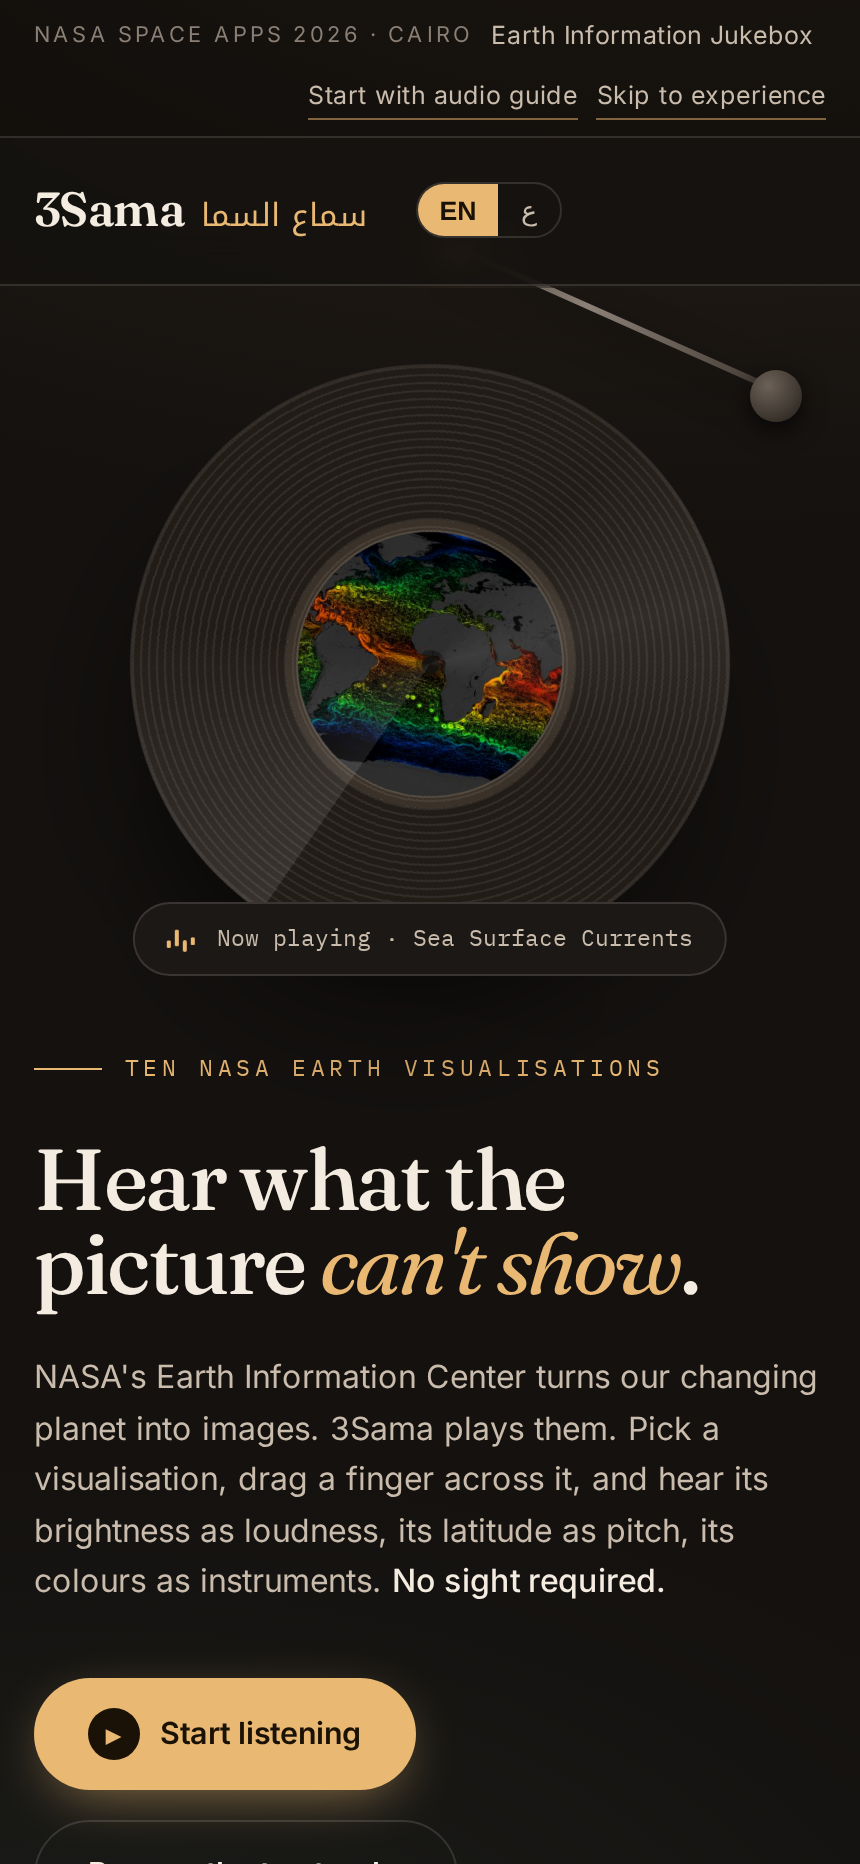 NASA SPACE APPS 2026 · CAIRO Earth Information Jukebox
Start with audio guide Skip to experience
3Sama سماع السما EN ع
Now playing · Sea Surface Currents
TEN NASA EARTH VISUALISATIONS
Hear what the
picture can't show.
NASA's Earth Information Center turns our changing
planet into images. 3Sama plays them. Pick a
visualisation, drag a finger across it, and hear its
brightness as loudness, its latitude as pitch, its
colours as instruments. No sight required.
Start listening